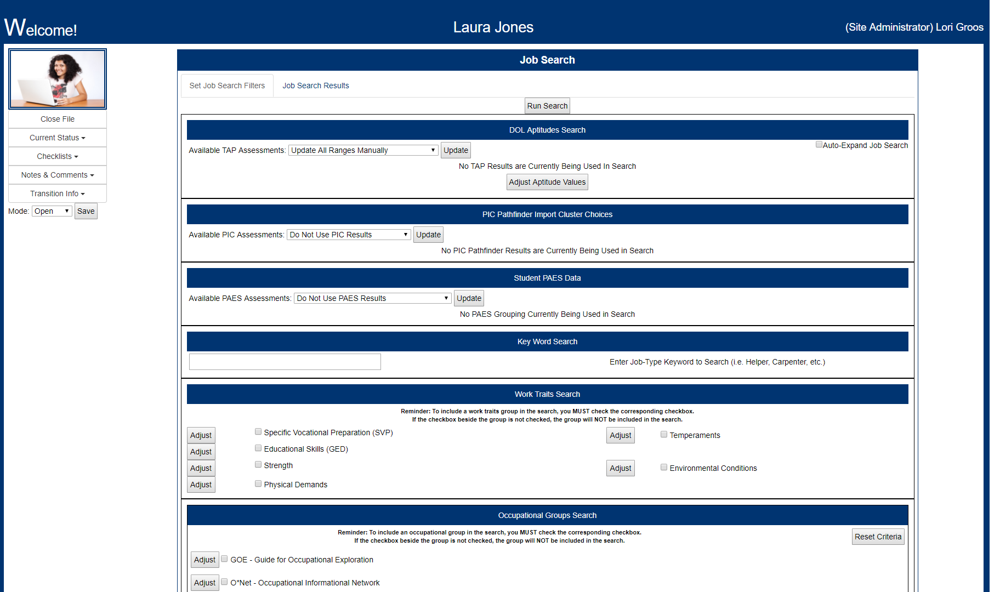 Welcome!
Laura Jones
(Site Administrator) Lori Groos
Close File
Current Status
Checklists
Notes & Comments
Transition Info
Mode: Open Save
Job Search
Set Job Search Filters Job Search Results
Run Search
DOL Aptitudes Search
Available TAP Assessments: Update All Ranges Manually Update
Auto-Expand Job Search
No TAP Results are Currently Being Used In Search
Adjust Aptitude Values
PIC Pathfinder Import Cluster Choices
Available PIC Assessments: Do Not Use PIC Results Update
No PIC Pathfinder Results are Currently Being Used in Search
Student PAES Data
Available PAES Assessments: Do Not Use PAES Results Update
No PAES Grouping Currently Being Used in Search
Key Word Search
Enter Job-Type Keyword to Search (i.e. Helper, Carpenter, etc.)
Work Traits Search
Reminder: To include a work traits group in the search, you MUST check the corresponding checkbox.
If the checkbox beside the group is not checked, the group will NOT be included in the search.
Adjust Specific Vocational Preparation (SVP) Adjust Temperaments
Adjust Educational Skills (GED)
Adjust Strength Adjust Environmental Conditions
Adjust Physical Demands
Occupational Groups Search
Reminder: To include an occupational group in the search, you MUST check the corresponding checkbox.
If the checkbox beside the group is not checked, the group will NOT be included in the search.
Reset Criteria
Adjust GOE - Guide for Occupational Exploration
Adjust O*Net - Occupational Informational Network